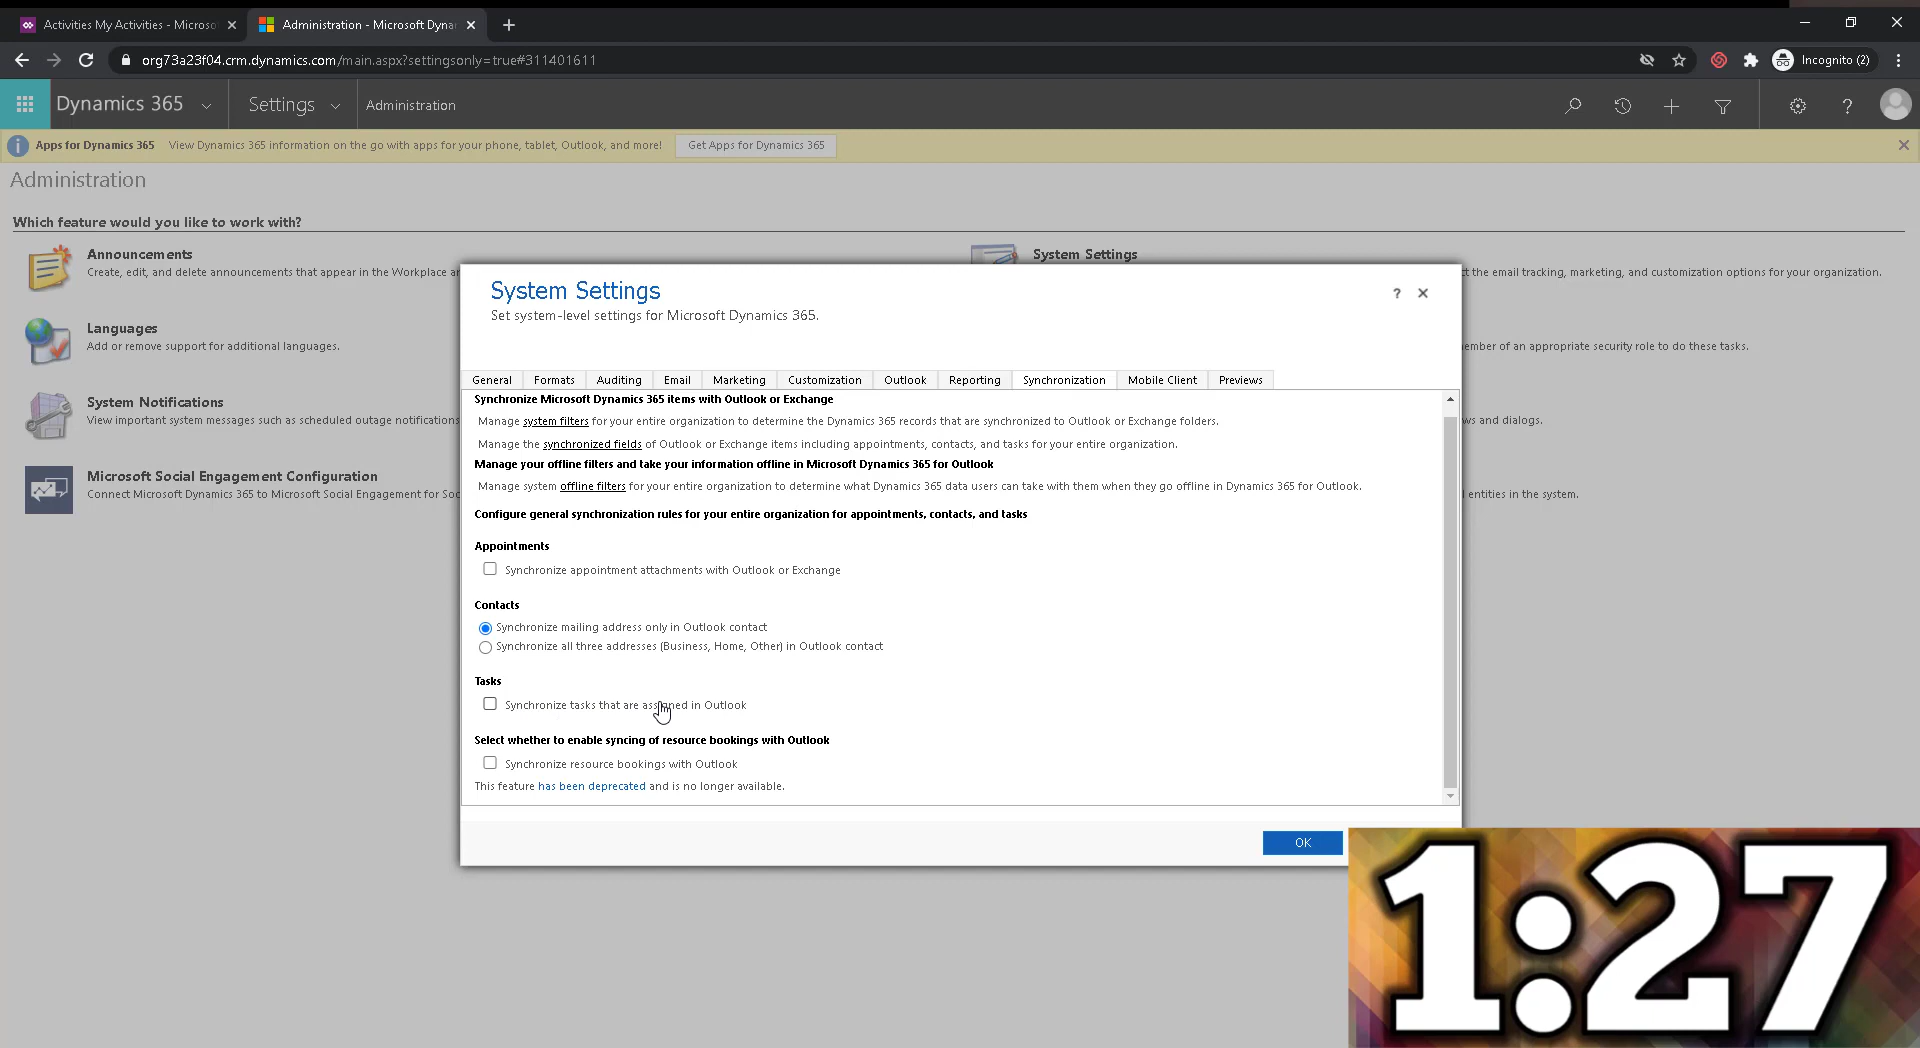 Activities My Activities - Microso
Administration - Microsoft Dyna
org73a23f04.crm.dynamics.com/main.aspx?settingsonly=true#311401611
Incognito (2)
Dynamics 365
Settings
Administration
Apps for Dynamics 365 View Dynamics 365 information on the go with apps for your phone, tablet, Outlook, and more! Get Apps for Dynamics 365
Administration
Which feature would you like to work with?
Announcements
Create, edit, and delete announcements that appear in the Workplace ar
System Settings
t the email tracking, marketing, and customization options for your organization.
Languages
Add or remove support for additional languages.
ember of an appropriate security role to do these tasks.
System Notifications
View important system messages such as scheduled outage notifications
ws and dialogs.
Microsoft Social Engagement Configuration
Connect Microsoft Dynamics 365 to Microsoft Social Engagement for Soc
l entities in the system.
System Settings
Set system-level settings for Microsoft Dynamics 365.
?
General Formats Auditing Email Marketing Customization Outlook Reporting Synchronization Mobile Client Previews
Synchronize Microsoft Dynamics 365 items with Outlook or Exchange
Manage system filters for your entire organization to determine the Dynamics 365 records that are synchronized to Outlook or Exchange folders.
Manage the synchronized fields of Outlook or Exchange items including appointments, contacts, and tasks for your entire organization.
Manage your offline filters and take your information offline in Microsoft Dynamics 365 for Outlook
Manage system offline filters for your entire organization to determine what Dynamics 365 data users can take with them when they go offline in Dynamics 365 for Outlook.
Configure general synchronization rules for your entire organization for appointments, contacts, and tasks
Appointments
Synchronize appointment attachments with Outlook or Exchange
Contacts
Synchronize mailing address only in Outlook contact
Synchronize all three addresses (Business, Home, Other) in Outlook contact
Tasks
Synchronize tasks that are assigned in Outlook
Select whether to enable syncing of resource bookings with Outlook
Synchronize resource bookings with Outlook
This feature has been deprecated and is no longer available.
OK
1:27